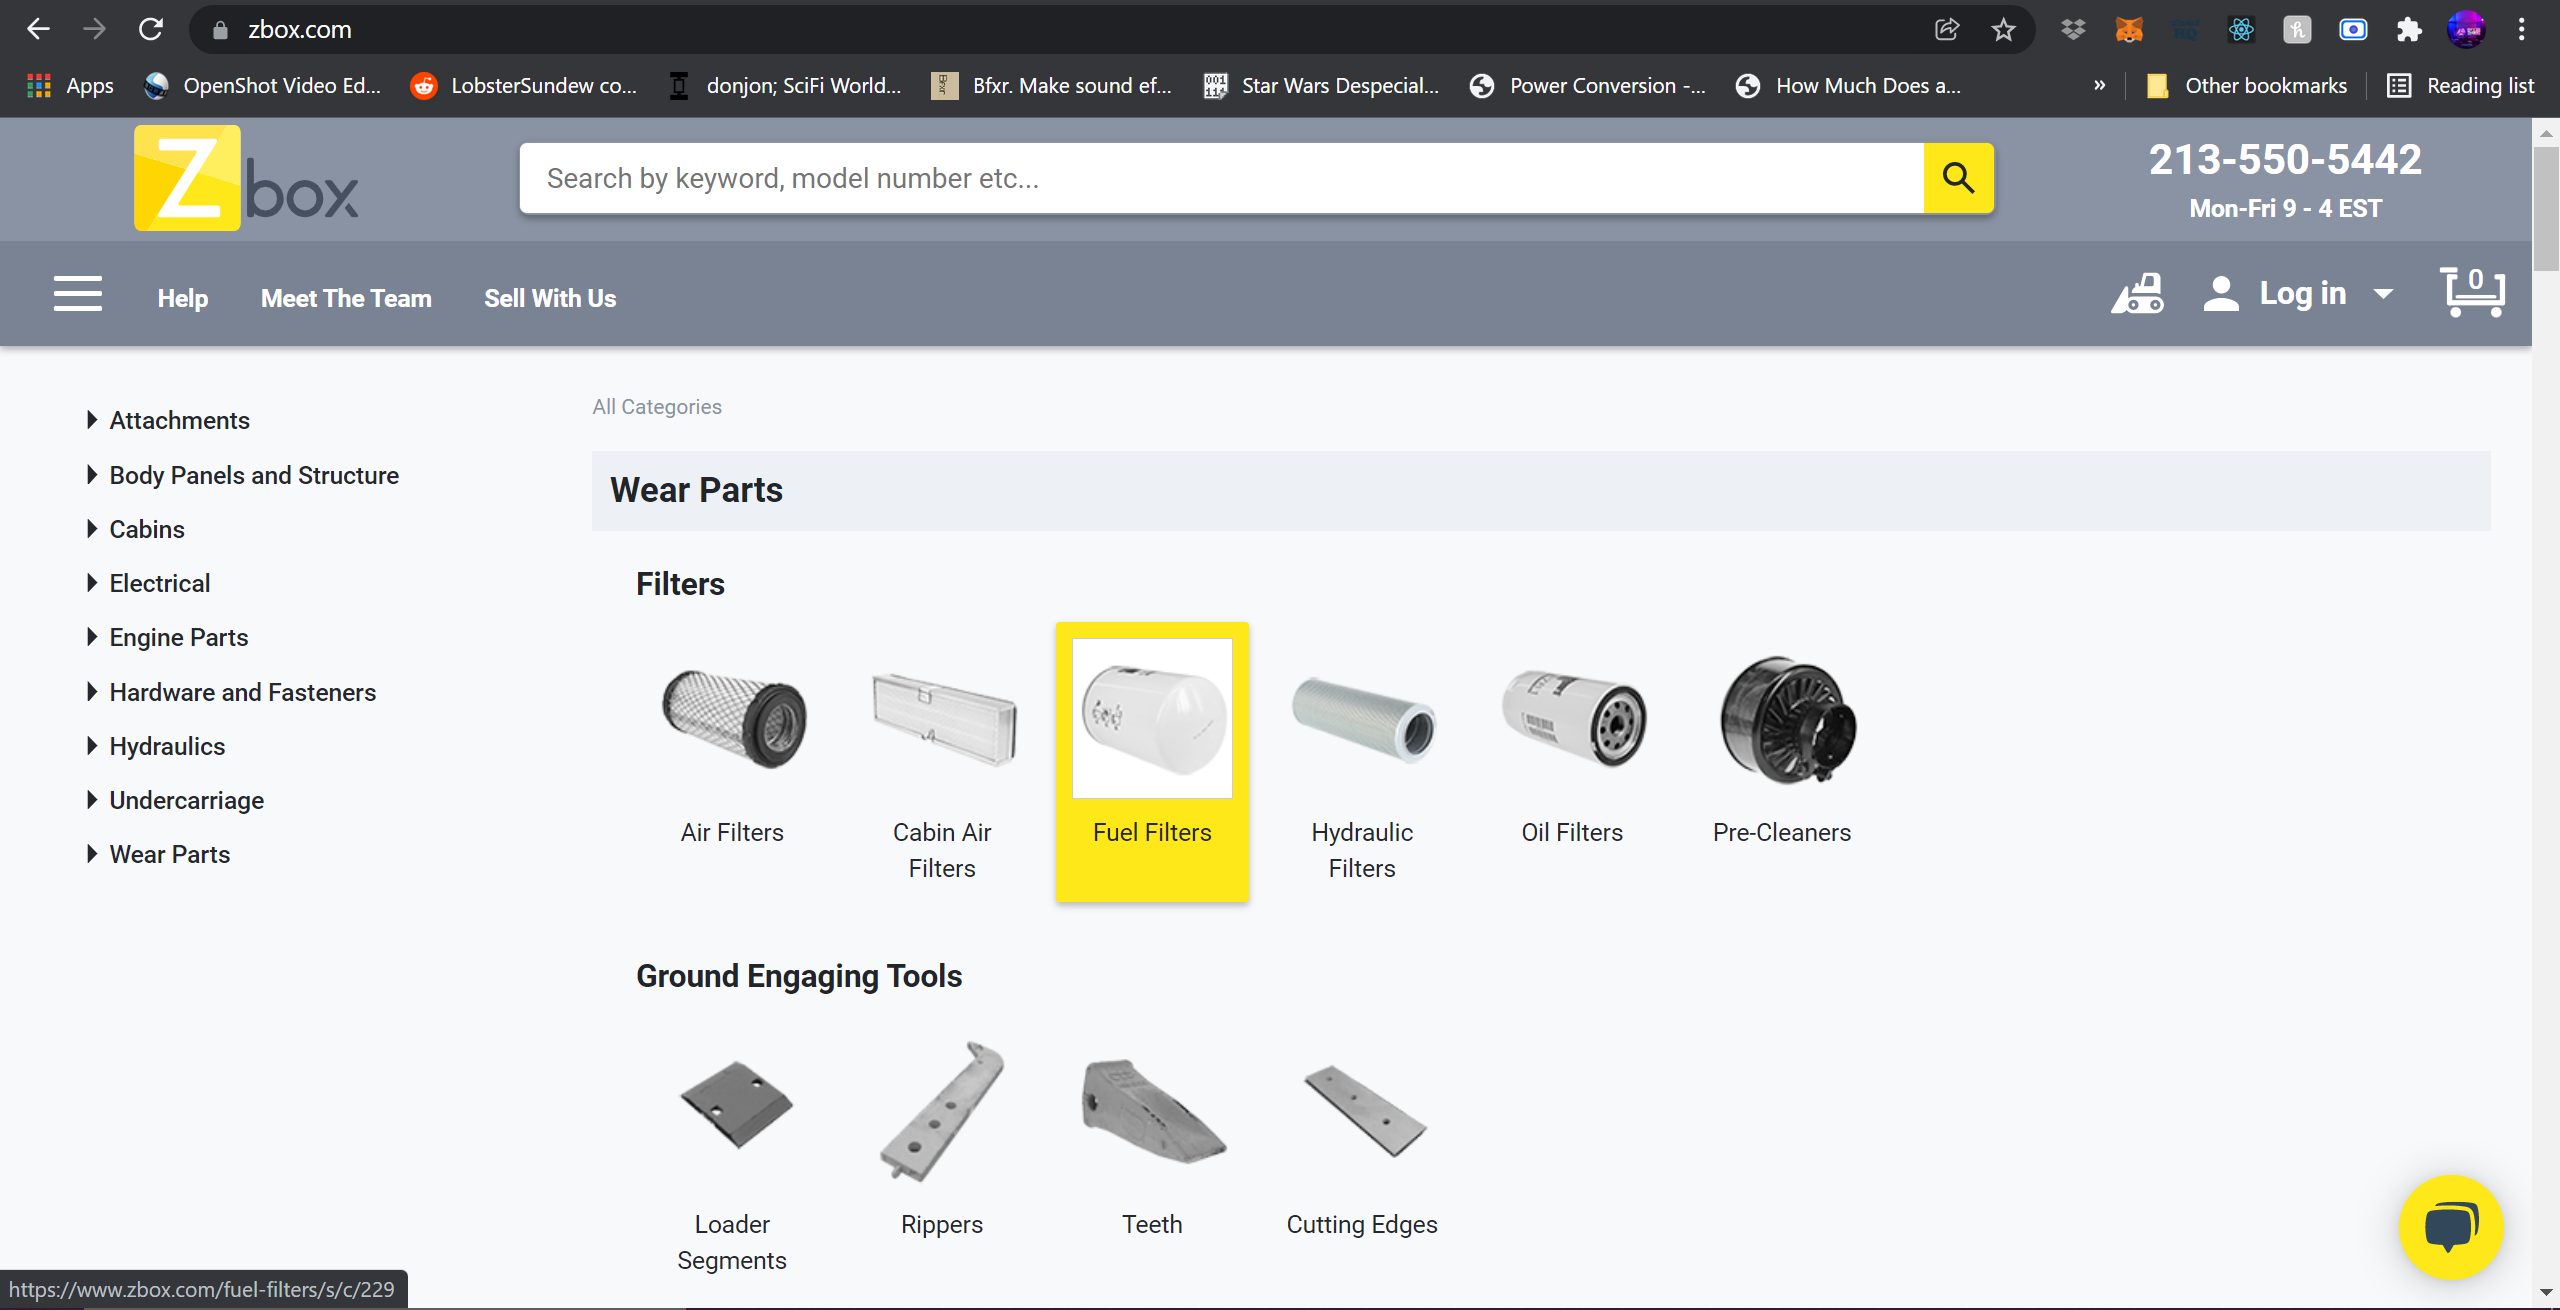 zbox.com
Apps
OpenShot Video Ed...
LobsterSundew co...
donjon; SciFi World...
Bfxr. Make sound ef...
Star Wars Despecial...
Power Conversion -...
How Much Does a...
»
Other bookmarks
Reading list
Zbox
Search by keyword, model number etc...
213-550-5442
Mon-Fri 9 - 4 EST
Help
Meet The Team
Sell With Us
Log in
0
Attachments
Body Panels and Structure
Cabins
Electrical
Engine Parts
Hardware and Fasteners
Hydraulics
Undercarriage
Wear Parts
All Categories
Wear Parts
Filters
Air Filters
Cabin Air
Filters
Fuel Filters
Hydraulic
Filters
Oil Filters
Pre-Cleaners
Ground Engaging Tools
Loader
Segments
Rippers
Teeth
Cutting Edges
https://www.zbox.com/fuel-filters/s/c/229